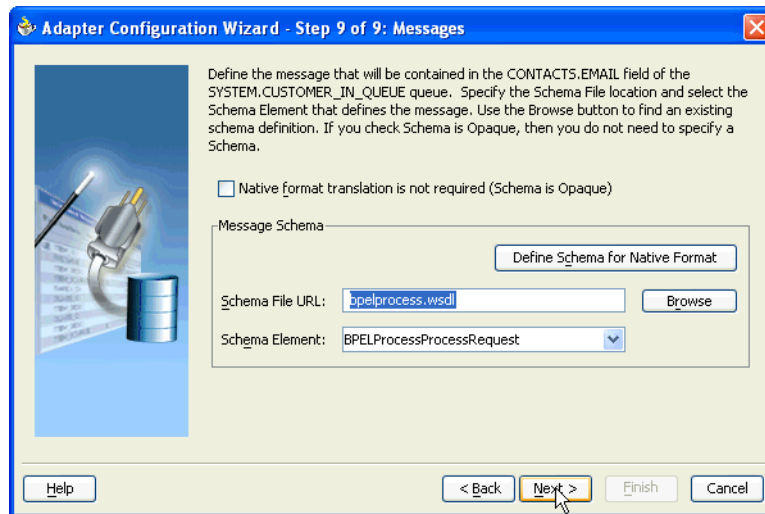 Adapter Configuration Wizard - Step 9 of 9: Messages
Define the message that will be contained in the CONTACTS.EMAIL field of the
SYSTEM.CUSTOMER_IN_QUEUE queue.  Specify the Schema File location and select the
Schema Element that defines the message. Use the Browse button to find an existing
schema definition. If you check Schema is Opaque, then you do not need to specify a
Schema.
Native format translation is not required (Schema is Opaque)
Message Schema
Define Schema for Native Format
Schema File URL: bpelprocess.wsdl Browse
Schema Element: BPELProcessProcessRequest
Help < Back Next > Finish Cancel